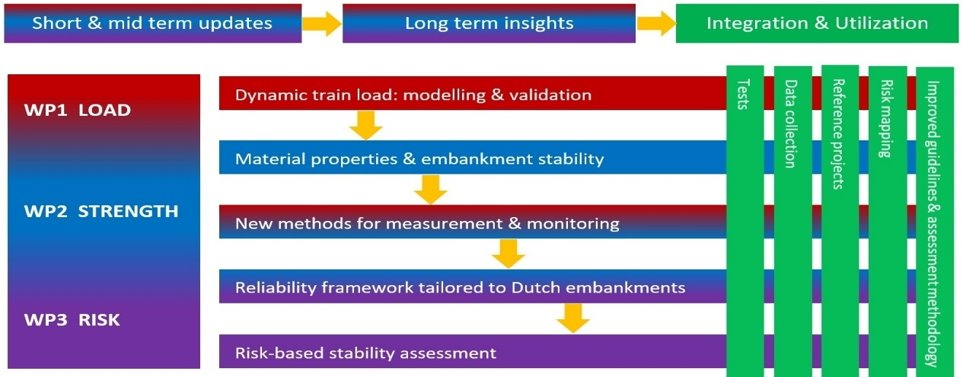 Short & mid term updates
Long term insights
Integration & Utilization
WP1 LOAD
WP2 STRENGTH
WP3 RISK
Dynamic train load: modelling & validation
Material properties & embankment stability
New methods for measurement & monitoring
Reliability framework tailored to Dutch embankments
Risk-based stability assessment
Tests
Data collection
Reference projects
Risk mapping
Improved guidelines & assessment methodology